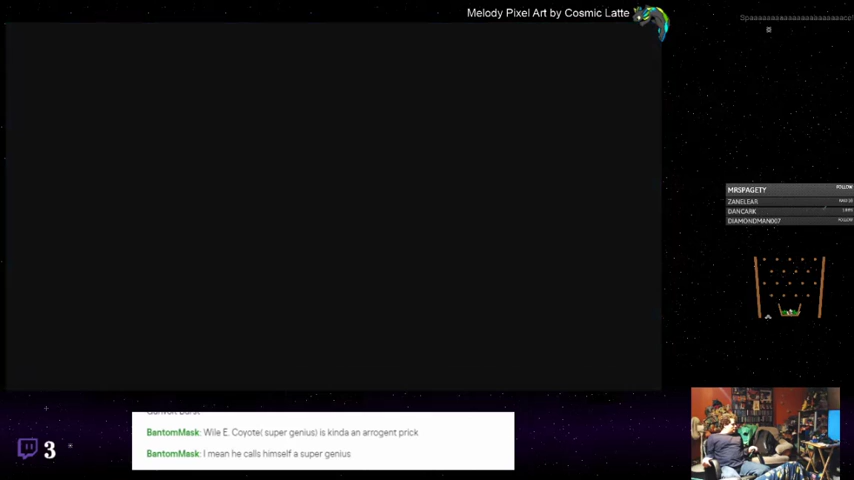 Melody Pixel Art by Cosmic Latte
MRSPAGETY FOLLOW
ZANELEAR
DANCARK
DIAMONDMAN007 FOLLOW
BantomMask: Wile E. Coyote( super genius) is kinda an arrogent prick
BantomMask: I mean he calls himself a super genius
3